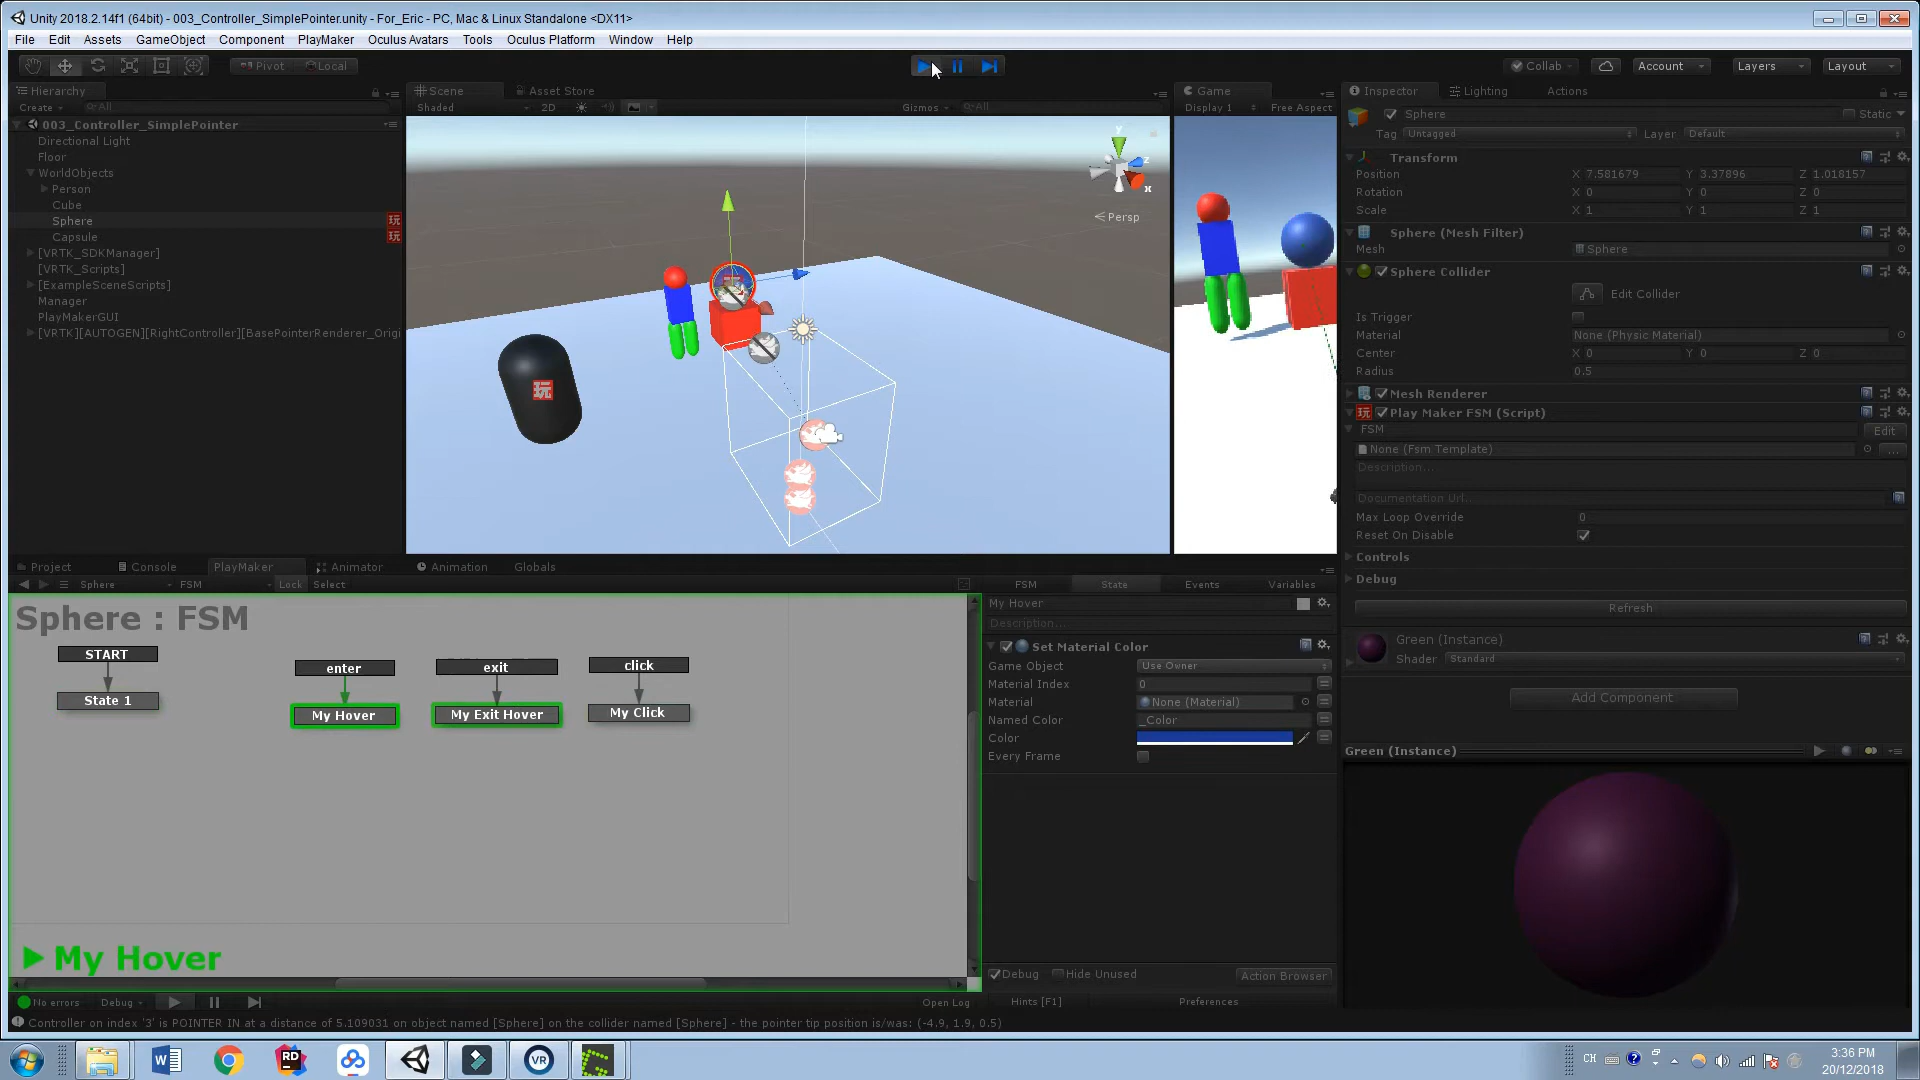 Unity 2018.2.14f1 (64bit) - 003_Controller_SimplePointer.unity - For_Eric - PC, Mac & Linux Standalone <DX11>
File Edit Assets GameObject Component PlayMaker Oculus Avatars Tools Oculus Platform Window Help
Pivot Local Collab Account Layers Layout
Hierarchy
Create All
003_Controller_SimplePointer
Directional Light
Floor
WorldObjects
Person
Cube
Sphere 玩
Capsule 玩
[VRTK_SDKManager]
[VRTK_Scripts]
[ExampleSceneScripts]
Manager
PlayMakerGUI
[VRTK][AUTOGEN][RightController][BasePointerRenderer_Origi
Scene Asset Store
Shaded 2D Gizmos All
y
z
x
Persp
玩
Game
Display 1 Free Aspect
Inspector Lighting Actions
Sphere Static
Tag Untagged Layer Default
Transform
Position X 7.581679 Y 3.37896 Z 1.018157
Rotation X 0 Y 0 Z 0
Scale X 1 Y 1 Z 1
Sphere (Mesh Filter)
Mesh Sphere
Sphere Collider
Edit Collider
Is Trigger
Material None (Physic Material)
Center X 0 Y 0 Z 0
Radius 0.5
Mesh Renderer
玩 Play Maker FSM (Script)
FSM Edit
None (Fsm Template) ...
Description...
Documentation Url...
Max Loop Override 0
Reset On Disable
Controls
Debug
Refresh
Green (Instance)
Shader Standard
Add Component
Green (Instance)
Project Console PlayMaker Animator Animation Globals
Sphere FSM Lock Select
Sphere : FSM
START
State 1
enter
My Hover
exit
My Exit Hover
click
My Click
My Hover
No errors Debug Open Log
FSM State Events Variables
My Hover
Description...
Set Material Color
Game Object Use Owner
Material Index 0
Material None (Material)
Named Color _Color
Color
Every Frame
Debug Hide Unused Action Browser
Hints [F1] Preferences
Controller on index '3' is POINTER IN at a distance of 5.109031 on object named [Sphere] on the collider named [Sphere] - the pointer tip position is/was: (-4.9, 1.9, 0.5)
W RD VR CH ?
3:36 PM
20/12/2018